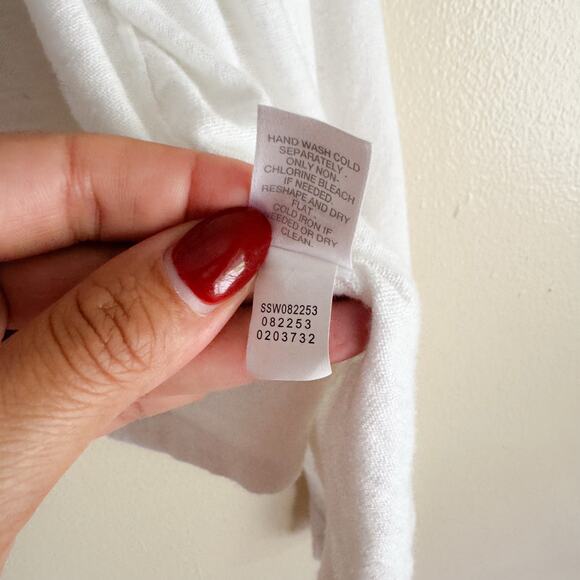 HAND WASH COLD
SEPARATELY.
ONLY NON-
CHLORINE BLEACH
IF NEEDED.
RESHAPE AND DRY
FLAT.
COLD IRON IF
NEEDED OR DRY
CLEAN.
SSW082253
082253
0203732